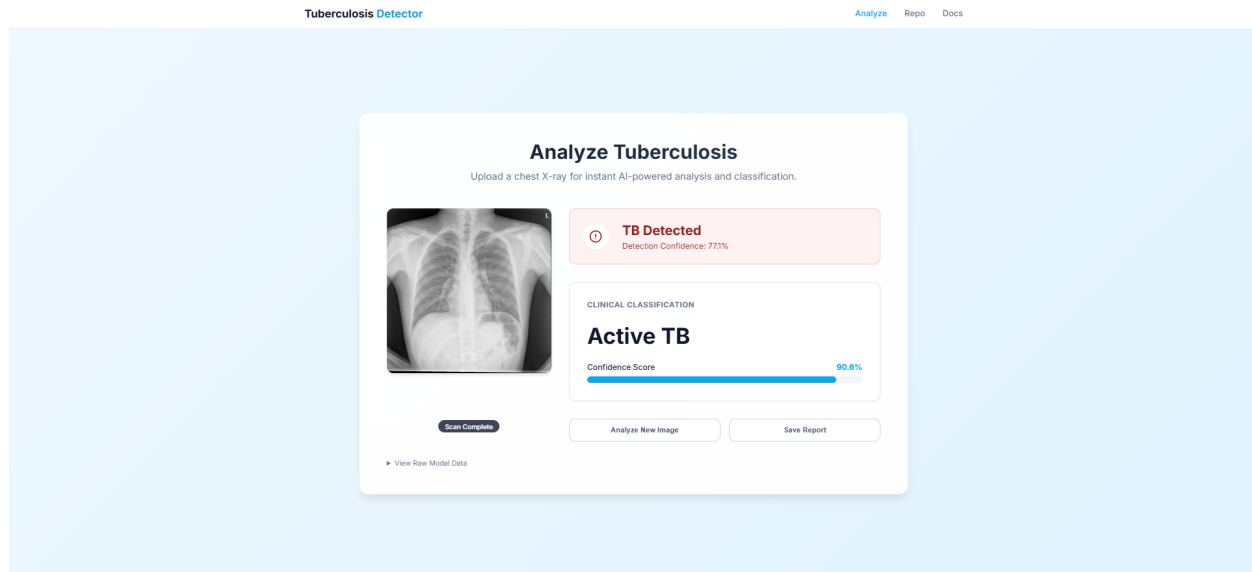 Tuberculosis Detector
Analyze Repo Docs
Analyze Tuberculosis
Upload a chest X-ray for instant AI-powered analysis and classification.
L
TB Detected
Detection Confidence: 77.1%
CLINICAL CLASSIFICATION
Active TB
Confidence Score 90.6%
Scan Complete
Analyze New Image
Save Report
View Raw Model Data